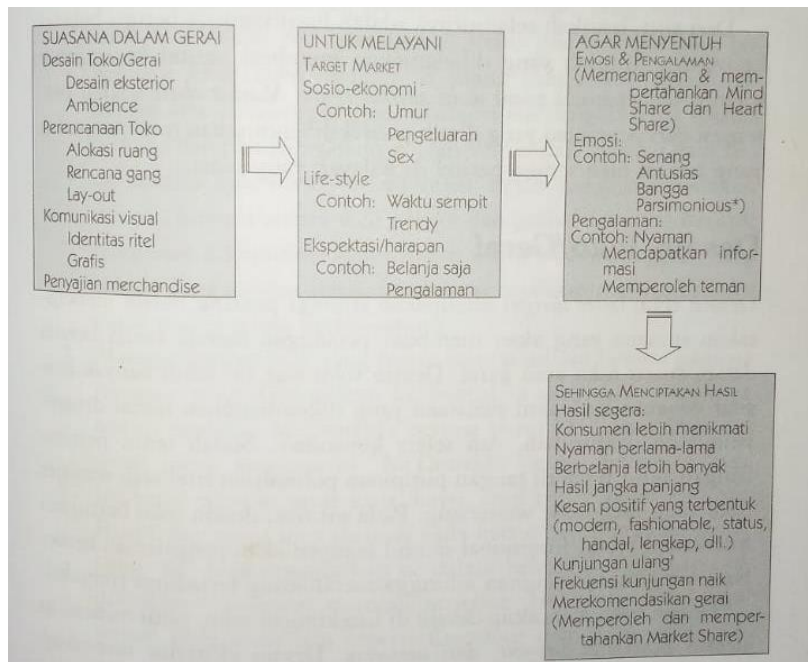 SUASANA DALAM GERAI
Desain Toko/Gerai
Desain eksterior
Ambience
Perencanaan Toko
Alokasi ruang
Rencana gang
Lay-out
Komunikasi visual
Identitas ritel
Grafis
Penyajian merchandise
UNTUK MELAYANI
TARGET MARKET
Sosio-ekonomi
Contoh: Umur
Pengeluaran
Sex
Life-style
Contoh: Waktu sempit
Trendy
Ekspektasi/harapan
Contoh: Belanja saja
Pengalaman
AGAR MENYENTUH
EMOSI & PENGALAMAN
(Memenangkan & mem-
pertahankan Mind
Share dan Heart
Share)
Emosi:
Contoh: Senang
Antusias
Bangga
Parsimonious*)
Pengalaman:
Contoh: Nyaman
Mendapatkan infor-
masi
Memperoleh teman
SEHINGGA MENCIPTAKAN HASIL
Hasil segera:
Konsumen lebih menikmati
Nyaman berlama-lama
Berbelanja lebih banyak
Hasil jangka panjang
Kesan positif yang terbentuk
(modern, fashionable, status,
handal, lengkap, dll.)
Kunjungan ulang
Frekuensi kunjungan naik
Merekomendasikan gerai
(Memperoleh dan memper-
tahankan Market Share)